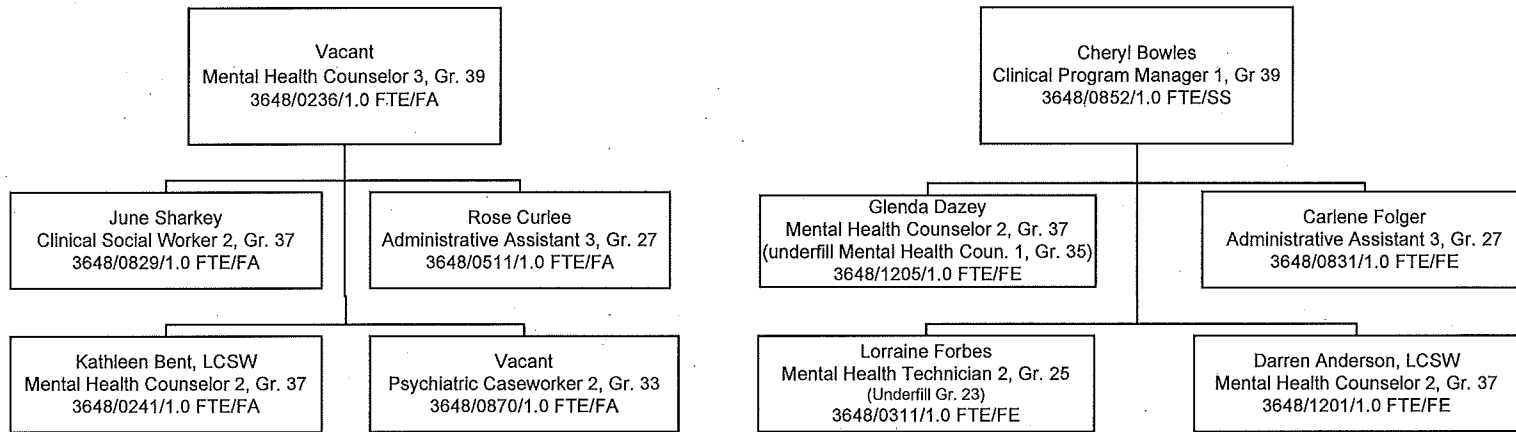 Vacant
Mental Health Counselor 3, Gr. 39
3648/0236/1.0 FTE/FA
June Sharkey
Clinical Social Worker 2, Gr. 37
3648/0829/1.0 FTE/FA
Rose Curlee
Administrative Assistant 3, Gr. 27
3648/0511/1.0 FTE/FA
Kathleen Bent, LCSW
Mental Health Counselor 2, Gr. 37
3648/0241/1.0 FTE/FA
Vacant
Psychiatric Caseworker 2, Gr. 33
3648/0870/1.0 FTE/FA
Cheryl Bowles
Clinical Program Manager 1, Gr 39
3648/0852/1.0 FTE/SS
Glenda Dazey
Mental Health Counselor 2, Gr. 37
(underfill Mental Health Coun. 1, Gr. 35)
3648/1205/1.0 FTE/FE
Carlene Folger
Administrative Assistant 3, Gr. 27
3648/0831/1.0 FTE/FE
Lorraine Forbes
Mental Health Technician 2, Gr. 25
(Underfill Gr. 23)
3648/0311/1.0 FTE/FE
Darren Anderson, LCSW
Mental Health Counselor 2, Gr. 37
3648/1201/1.0 FTE/FE